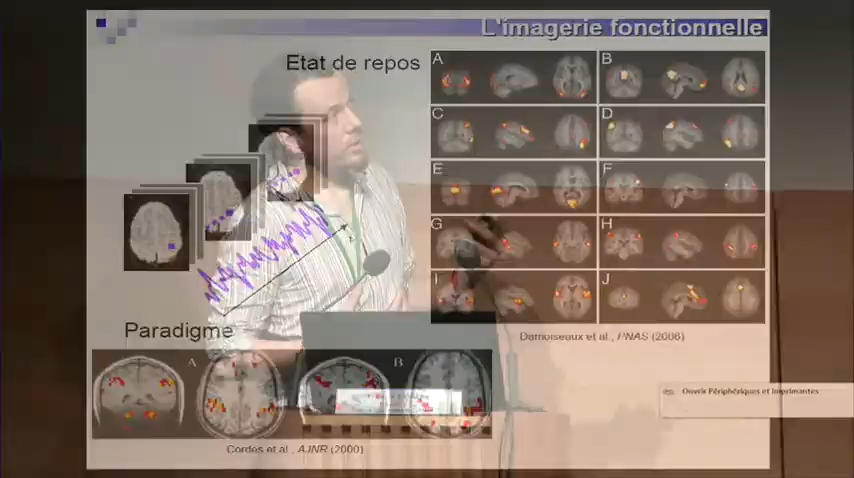 L'imagerie fonctionnelle
Etat de repos
A
B
C
D
E
F
G
H
I
J
Damoiseaux et al., PNAS (2006)
Paradigme
A
B
Cordes et al., AJNR (2000)
Ouvrir Périphériques et imprimantes